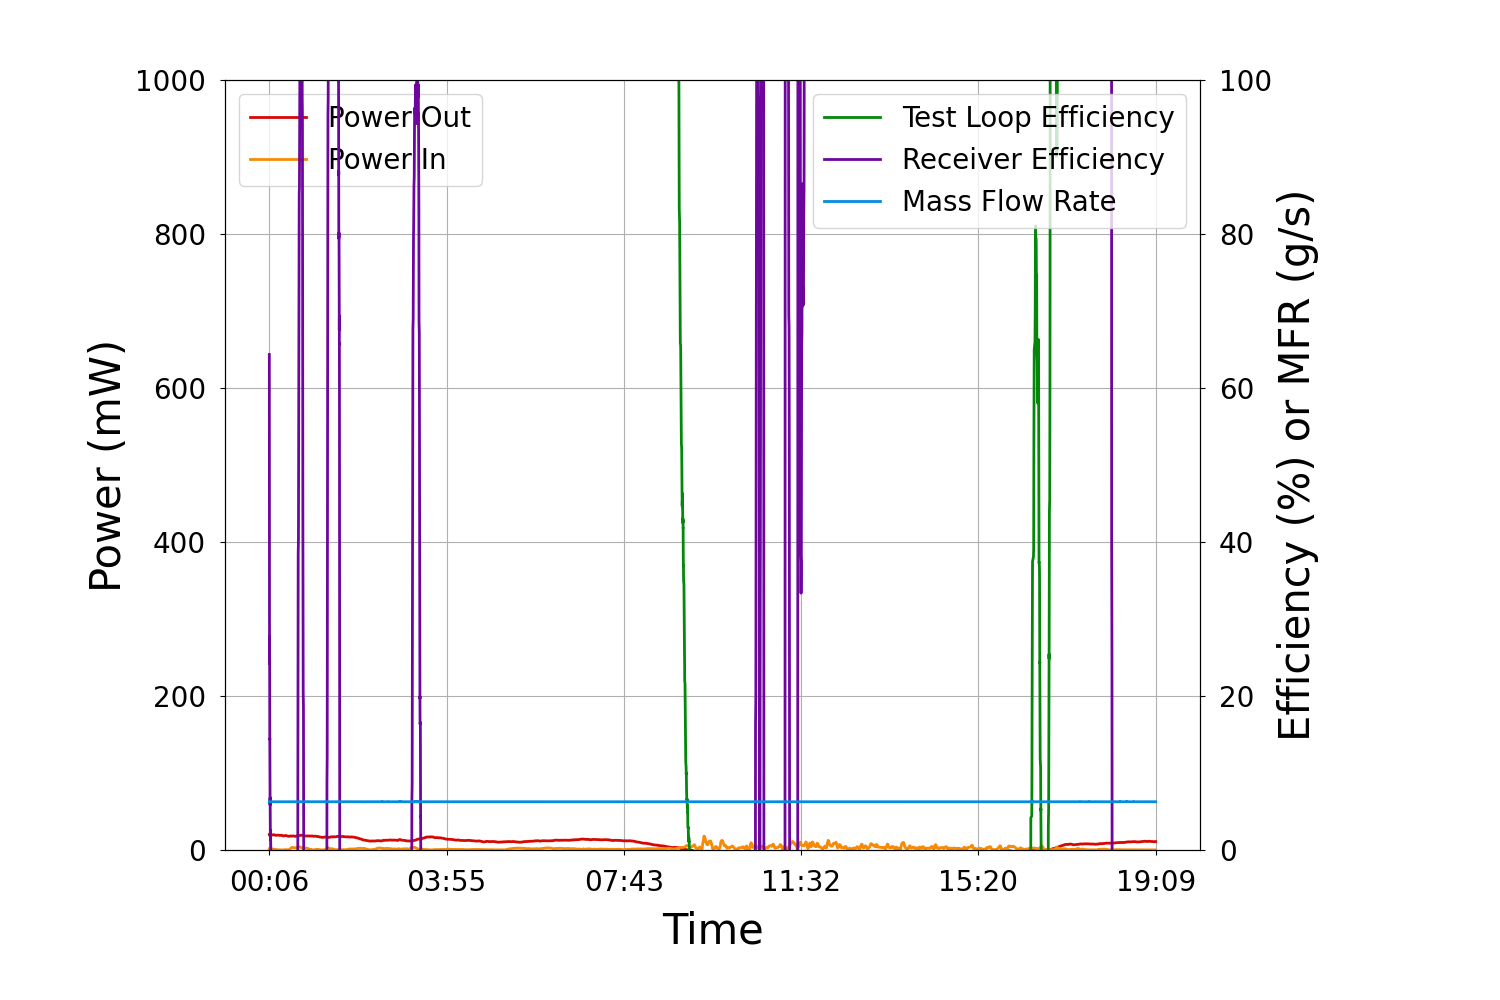 1000
800
600
400
200
0
Power (mW)
Power Out
Power In
Test Loop Efficiency
Receiver Efficiency
Mass Flow Rate
100
80
60
40
20
0
Efficiency (%) or MFR (g/s)
00:06 03:55 07:43 11:32 15:20 19:09
Time